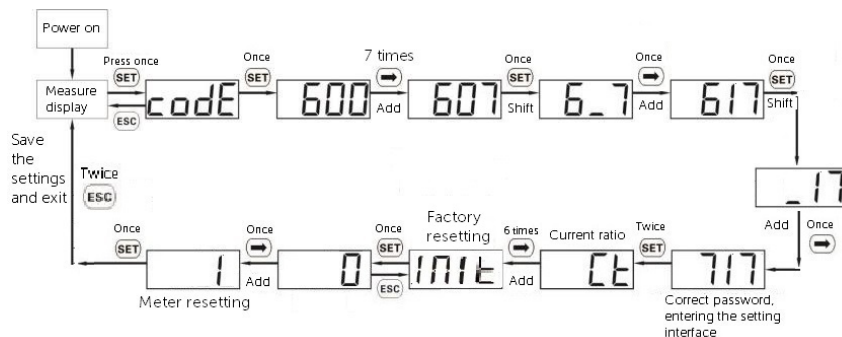 Power on
Measure
display
Press once
SET
ESC
codE
Once
SET
600
7 times
Add
607
Once
SET
Shift
6_7
Once
Add
617
Once
SET
Shift
_17
Add
Once
717
Correct password,
entering the setting
interface
Twice
SET
Current ratio
Ct
6 times
Add
Factory
resetting
INIt
Once
SET
ESC
0
Once
Add
1
Meter resetting
Once
SET
Save
the
settings
and exit
Twice
ESC